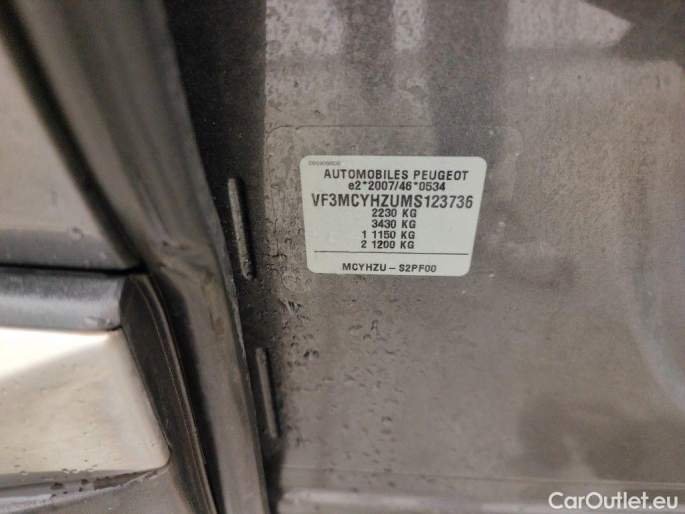 AUTOMOBILES PEUGEOT
e2*2007/46*0534
VF3MCYHZUMS123736
2230 KG
3430 KG
1 1150 KG
2 1200 KG
MCYHZU - S2PF00
CarOutlet.eu